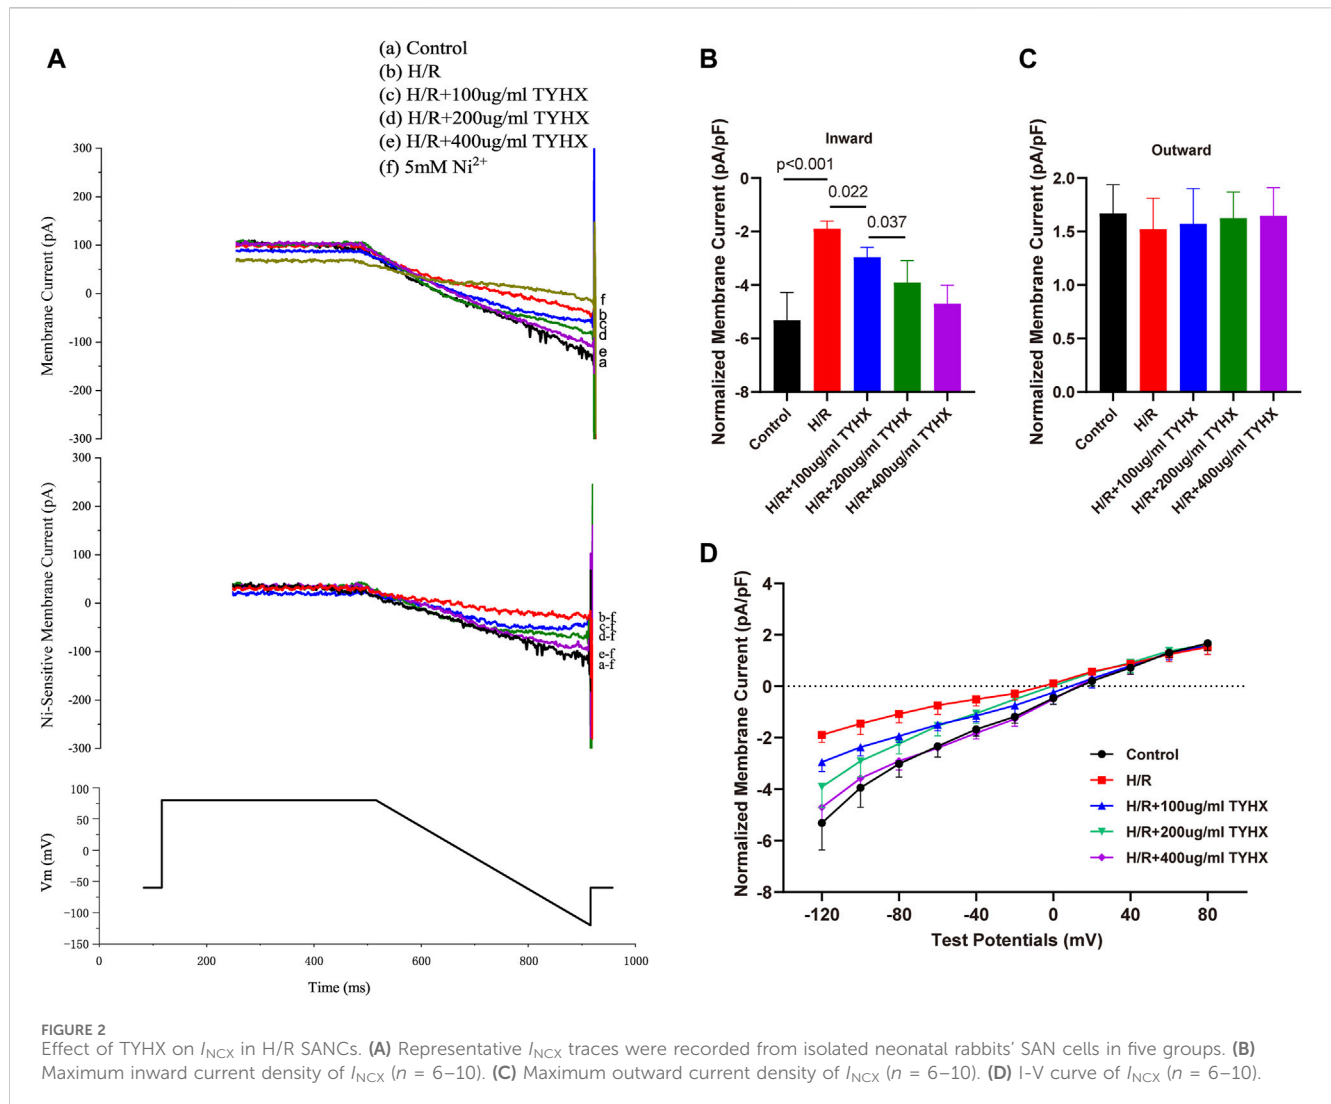 A
(a) Control
(b) H/R
(c) H/R+100ug/ml TYHX
(d) H/R+200ug/ml TYHX
(e) H/R+400ug/ml TYHX
(f) 5mM Ni2+
Membrane Current (pA)
300
200
100
0
-100
-200
-300
f
b
c
d
e
a
Ni-Sensitive Membrane Current (pA)
300
200
100
0
-100
-200
-300
b-f
c-f
d-f
e-f
a-f
Vm (mV)
100
50
0
-50
-100
-150
0
200
400
600
800
1000
Time (ms)
B
Inward
Normalized Membrane Current (pA/pF)
0
-2
-4
-6
-8
p<0.001
0.022
0.037
Control
H/R
H/R+100ug/ml TYHX
H/R+200ug/ml TYHX
H/R+400ug/ml TYHX
C
Outward
Normalized Membrane Current (pA/pF)
2.0
1.5
1.0
0.5
0.0
Control
H/R
H/R+100ug/ml TYHX
H/R+200ug/ml TYHX
H/R+400ug/ml TYHX
D
Normalized Membrane Current (pA/pF)
4
2
0
-2
-4
-6
-8
-120
-80
-40
0
40
80
Test Potentials (mV)
Control
H/R
H/R+100ug/ml TYHX
H/R+200ug/ml TYHX
H/R+400ug/ml TYHX
FIGURE 2
Effect of TYHX on INCX in H/R SANCs. (A) Representative INCX traces were recorded from isolated neonatal rabbits' SAN cells in five groups. (B)
Maximum inward current density of INCX (n = 6–10). (C) Maximum outward current density of INCX (n = 6–10). (D) I-V curve of INCX (n = 6–10).